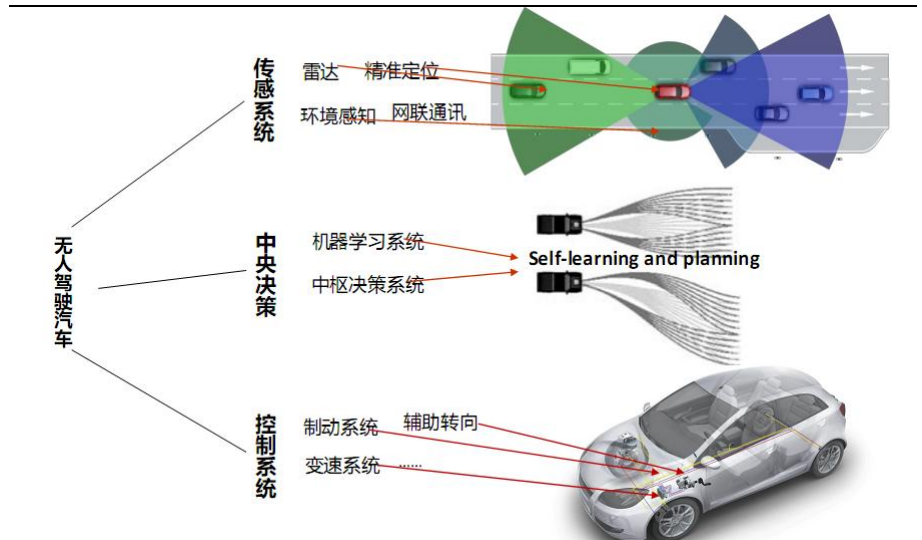 无人驾驶汽车
传感系统
雷达
精准定位
环境感知
网联通讯
中央决策
机器学习系统
中枢决策系统
Self-learning and planning
控制系统
制动系统
辅助转向
变速系统
......